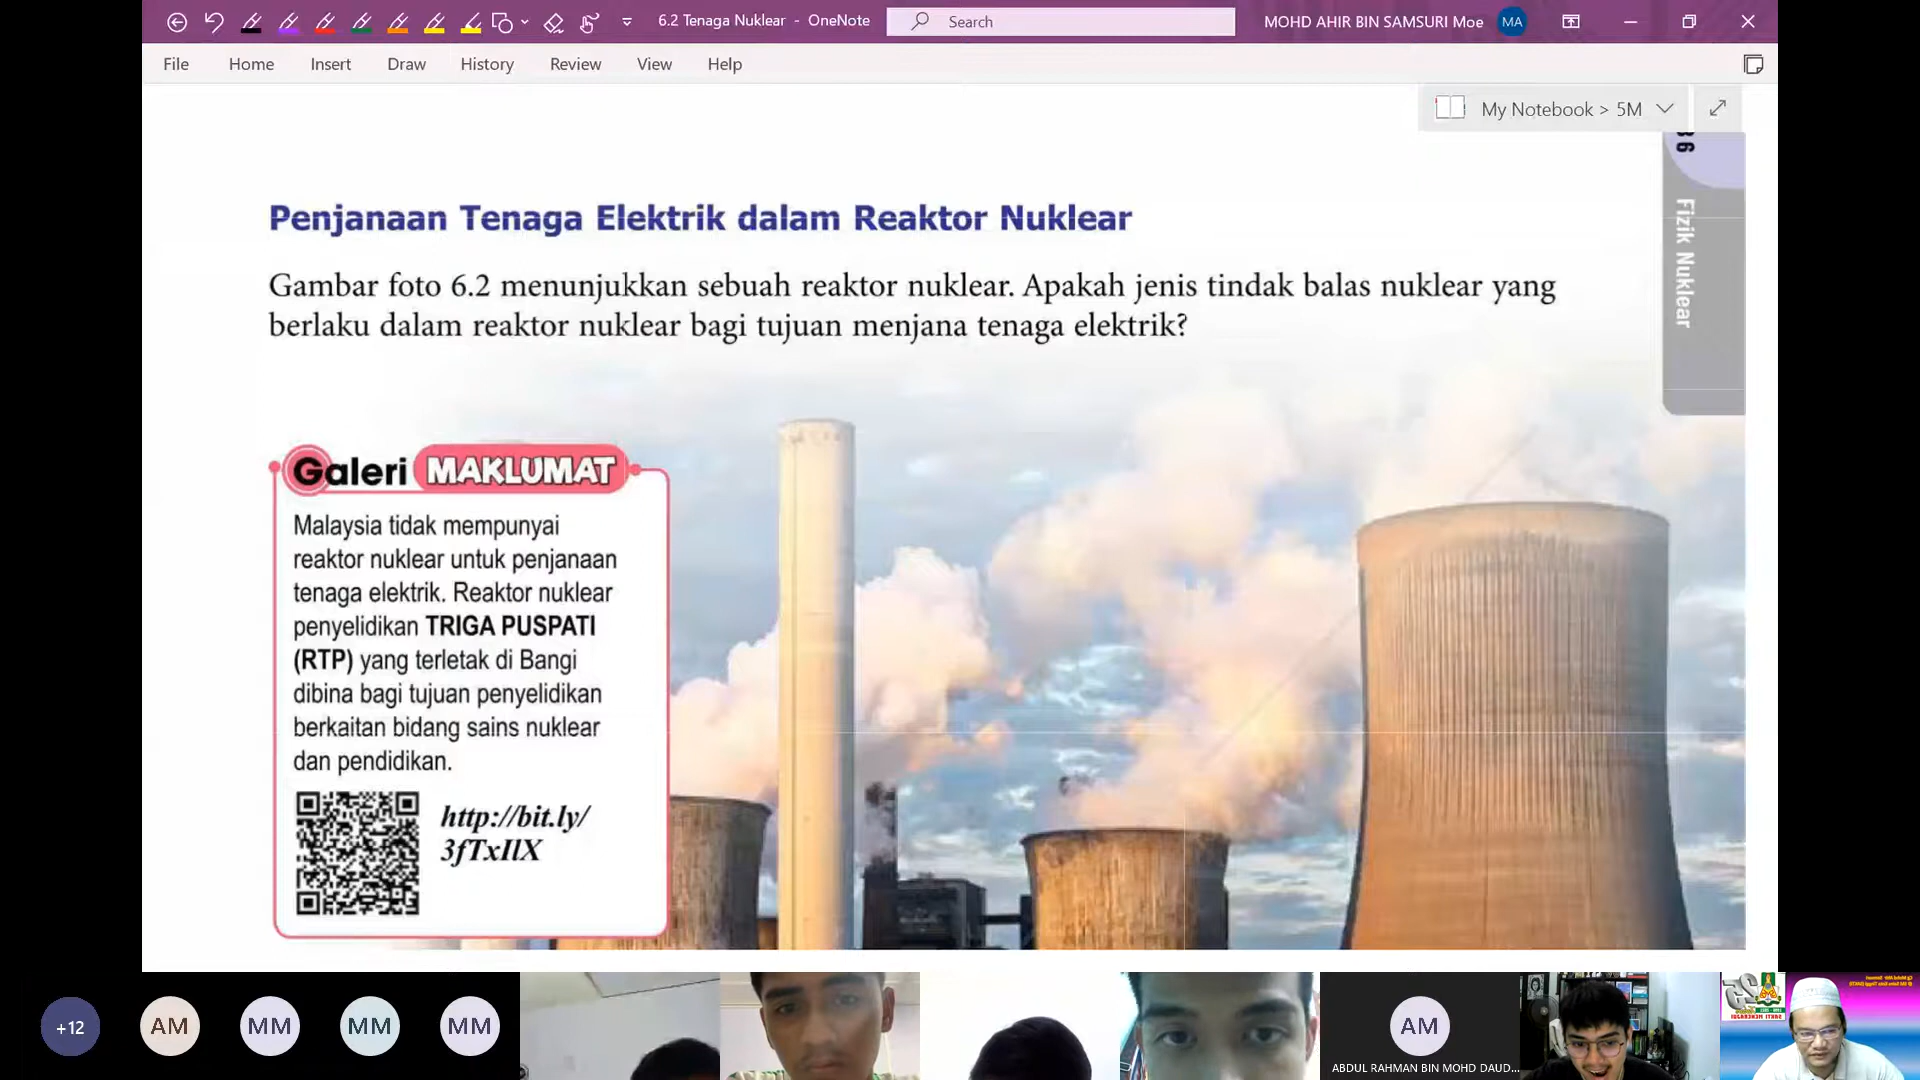 6.2 Tenaga Nuklear - OneNote
Search
MOHD AHIR BIN SAMSURI Moe
MA
File
Home
Insert
Draw
History
Review
View
Help
My Notebook > 5M
Fizik Nuklear
Penjanaan Tenaga Elektrik dalam Reaktor Nuklear
Gambar foto 6.2 menunjukkan sebuah reaktor nuklear. Apakah jenis tindak balas nuklear yang
berlaku dalam reaktor nuklear bagi tujuan menjana tenaga elektrik?
Galeri MAKLUMAT
Malaysia tidak mempunyai
reaktor nuklear untuk penjanaan
tenaga elektrik. Reaktor nuklear
penyelidikan TRIGA PUSPATI
(RTP) yang terletak di Bangi
dibina bagi tujuan penyelidikan
berkaitan bidang sains nuklear
dan pendidikan.
http://bit.ly/
3fTxIlX
+12
AM
MM
MM
MM
AM
ABDUL RAHMAN BIN MOHD DAUD...